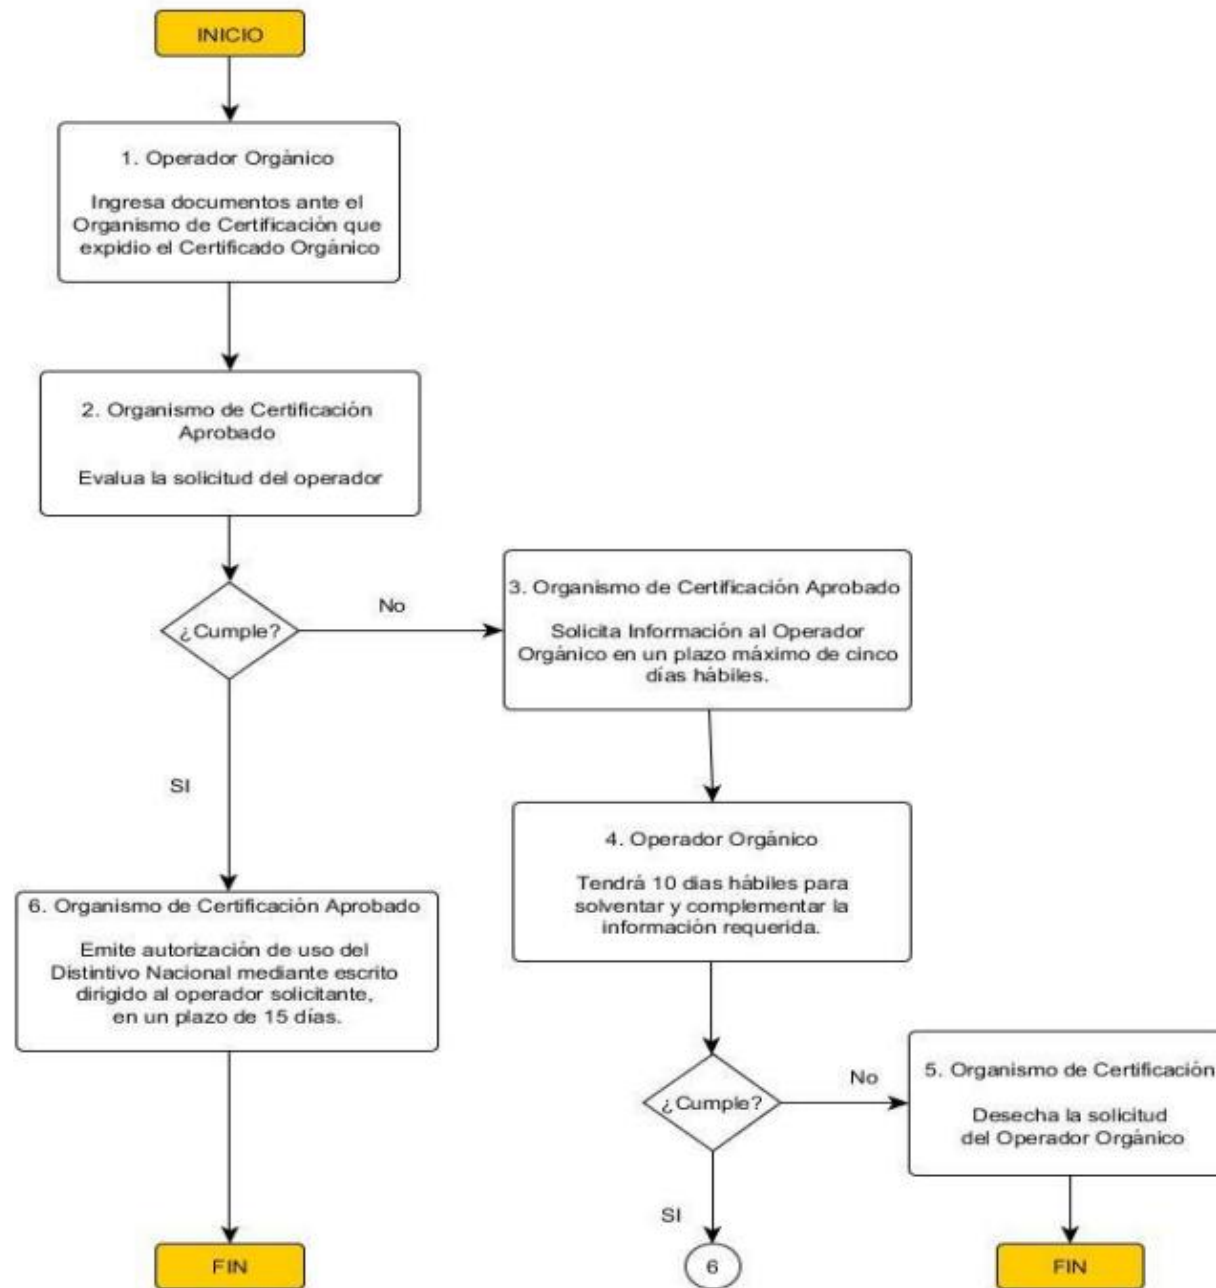 INICIO
1. Operador Orgánico
Ingresa documentos ante el
Organismo de Certificación que
expidio el Certificado Orgánico
2. Organismo de Certificación
Aprobado
Evalua la solicitud del operador
¿Cumple?
No
SI
3. Organismo de Certificación Aprobado
Solicita Información al Operador
Orgánico en un plazo máximo de cinco
días hábiles.
4. Operador Orgánico
Tendrá 10 dias hábiles para
solventar y complementar la
información requerida.
6. Organismo de Certificación Aprobado
Emite autorización de uso del
Distintivo Nacional mediante escrito
dirigido al operador solicitante,
en un plazo de 15 días.
¿Cumple?
No
SI
5. Organismo de Certificación
Desecha la solicitud
del Operador Orgánico
FIN
6
FIN